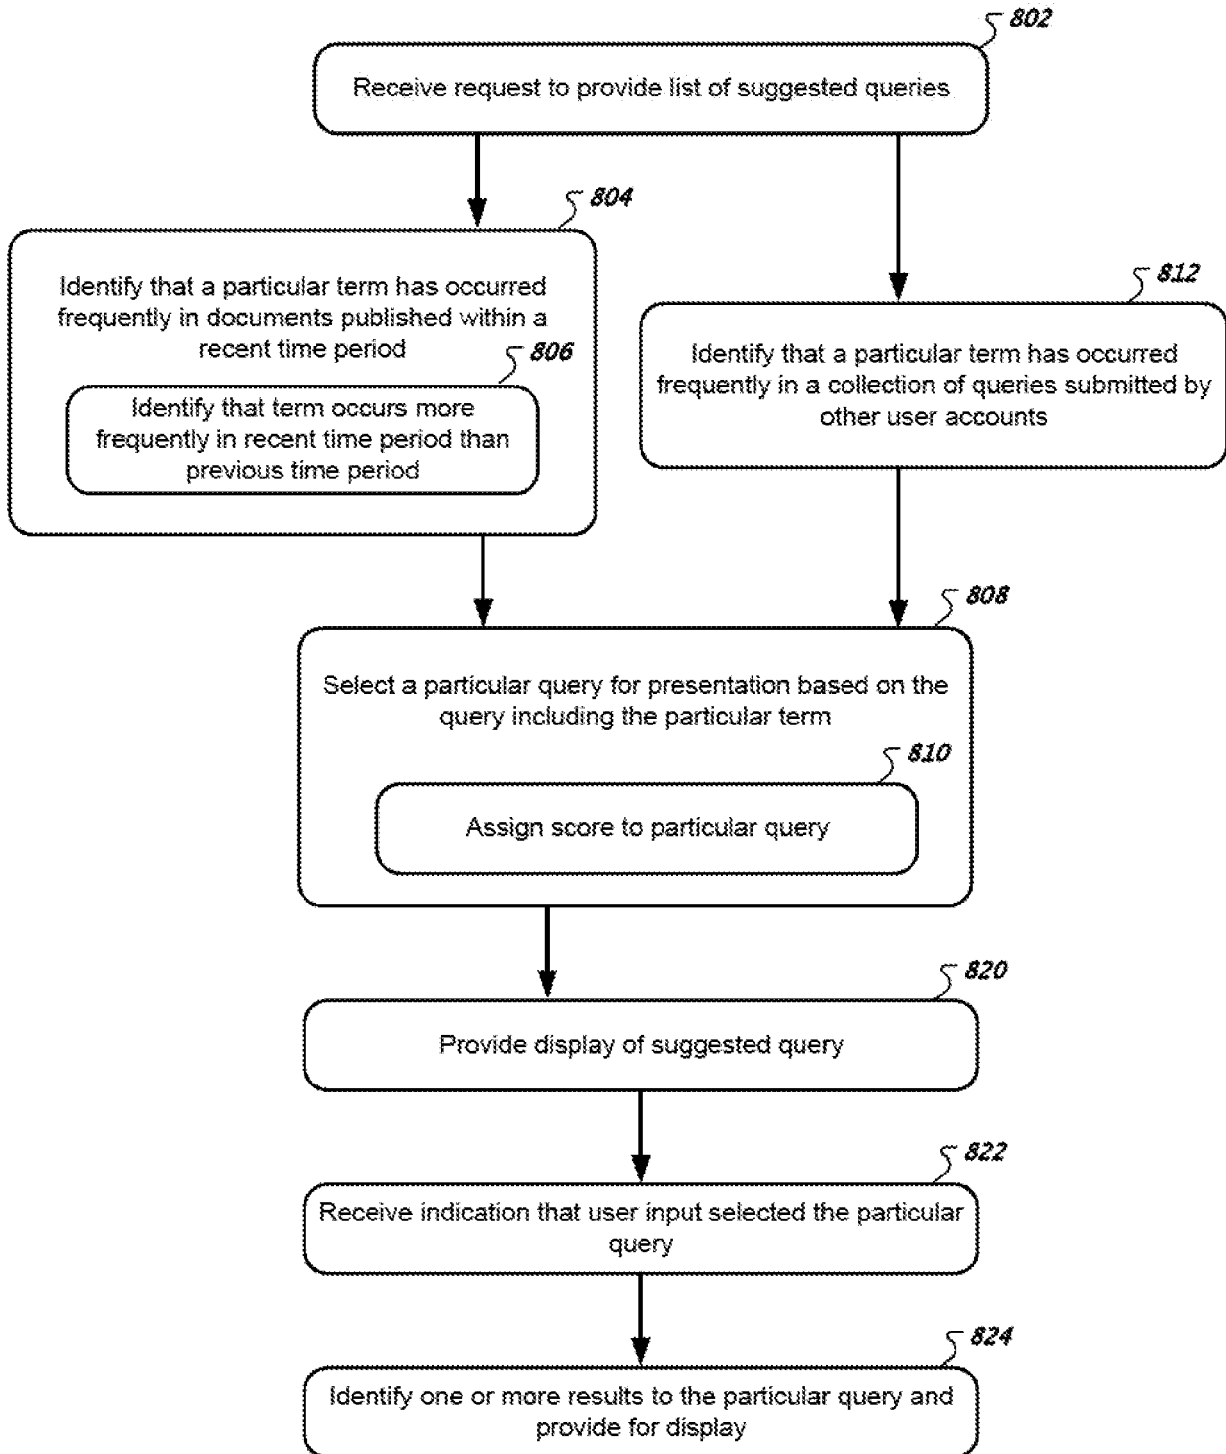 802
Receive request to provide list of suggested queries
804
Identify that a particular term has occurred
frequently in documents published within a
recent time period
806
Identify that term occurs more
frequently in recent time period than
previous time period
812
Identify that a particular term has occurred
frequently in a collection of queries submitted by
other user accounts
808
Select a particular query for presentation based on the
query including the particular term
810
Assign score to particular query
820
Provide display of suggested query
822
Receive indication that user input selected the particular
query
824
Identify one or more results to the particular query and
provide for display